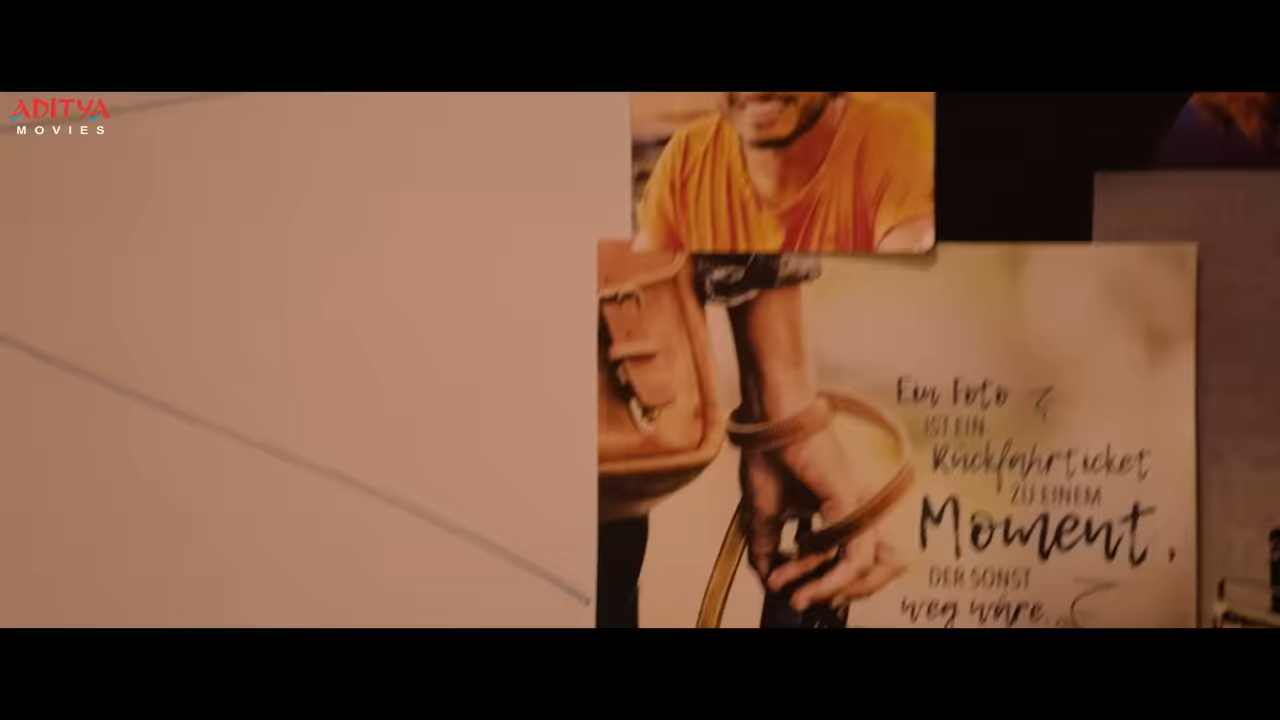 ADITYA
MOVIES
Ein Foto
IST EIN
Rückfahrticket
ZU EINEM
Moment,
DER SONST
weg wäre.